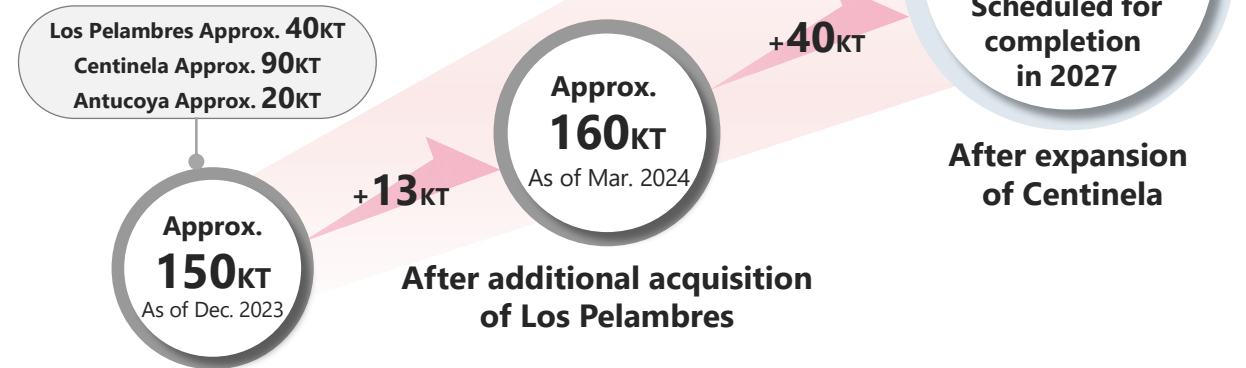 Los Pelambres Approx. 40KT
Centinela Approx. 90KT
Antucoya Approx. 20KT
Approx.
150KT
As of Dec. 2023
+13KT
Approx.
160KT
As of Mar. 2024
After additional acquisition
of Los Pelambres
+40KT
Scheduled for
completion
in 2027
After expansion
of Centinela